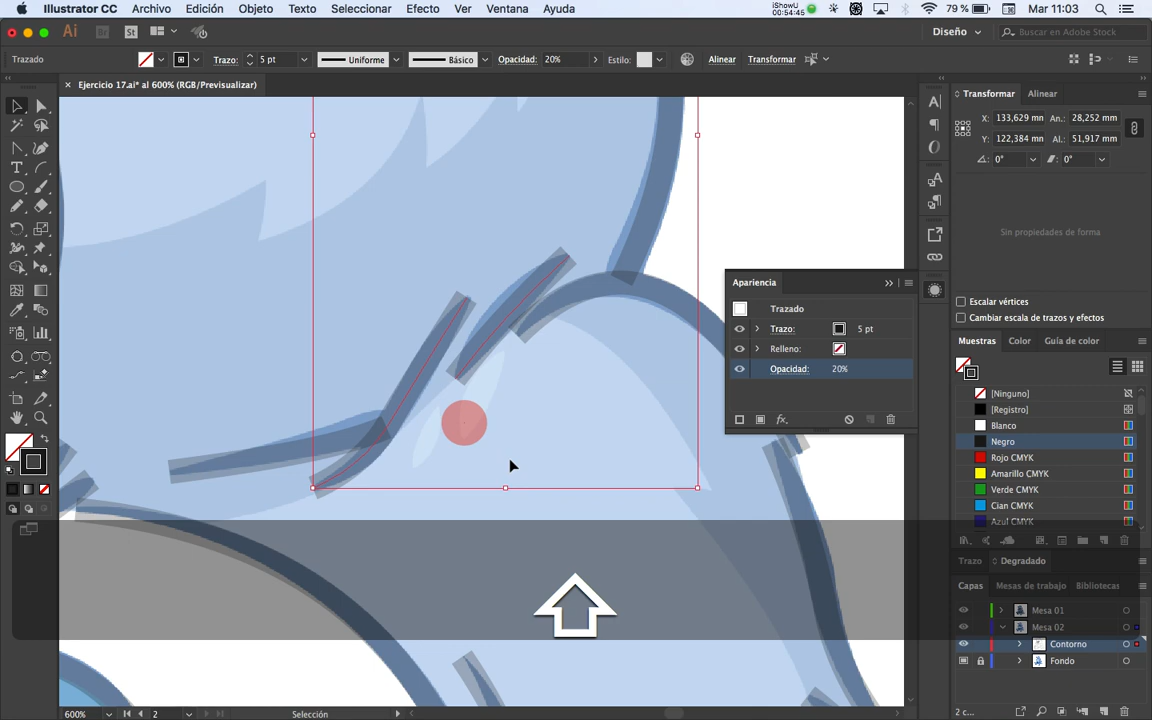 Illustrator CC Archivo Edición Objeto Texto Seleccionar Efecto Ver Ventana Ayuda
iShowU
00:54:45
79 %
Mar 11:03
Ai
Br
St
Diseño
Buscar en Adobe Stock
Trazado
Trazo: 5 pt
Uniforme
Básico
Opacidad: 20%
Estilo:
Alinear
Transformar
× Ejercicio 17.ai* al 600% (RGB/Previsualizar)
Transformar Alinear
X: 133,629 mm An.: 28,252 mm
Y: 122,384 mm Al.: 51,917 mm
0° 0°
Sin propiedades de forma
Escalar vértices
Cambiar escala de trazos y efectos
Apariencia
Trazado
Trazo: 5 pt
Relleno:
Opacidad: 20%
fx
Muestras Color Guía de color
[Ninguno]
[Registro]
Blanco
Negro
Rojo CMYK
Amarillo CMYK
Verde CMYK
Cian CMYK
Azul CMYK
Trazo Degradado
Capas Mesas de trabajo Bibliotecas
Mesa 01
Mesa 02
Contorno
Fondo
2 c...
600%
2
Selección